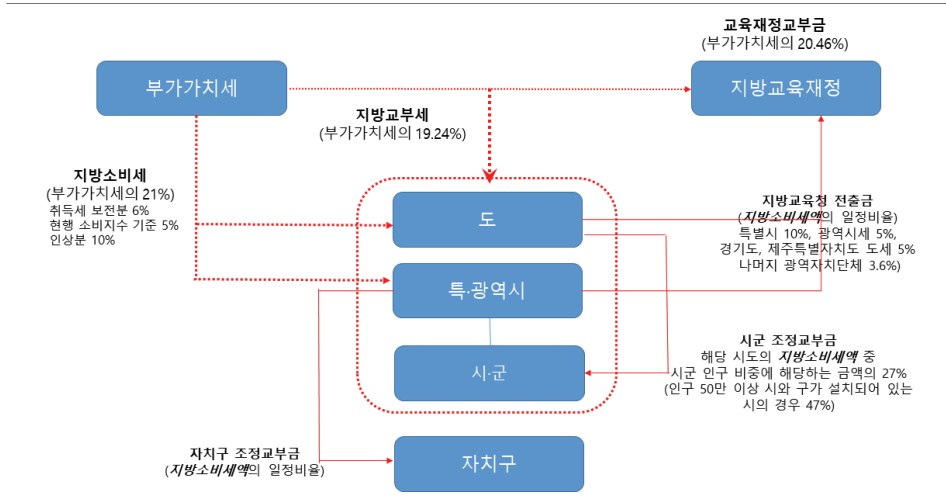 교육재정교부금
(부가가치세의 20.46%)
부가가치세
지방교육재정
지방교부세
(부가가치세의 19.24%)
지방소비세
(부가가치세의 21%)
취득세 보전분 6%
현행 소비지수 기준 5%
인상분 10%
도
지방교육청 전출금
(지방소비세액의 일정비율)
특별시 10%, 광역시세 5%,
경기도, 제주특별자치도 도세 5%
나머지 광역자치단체 3.6%)
특·광역시
시·군
시군 조정교부금
해당 시도의 지방소비세액 중
시군 인구 비중에 해당하는 금액의 27%
(인구 50만 이상 시와 구가 설치되어 있는
시의 경우 47%)
자치구 조정교부금
(지방소비세액의 일정비율)
자치구